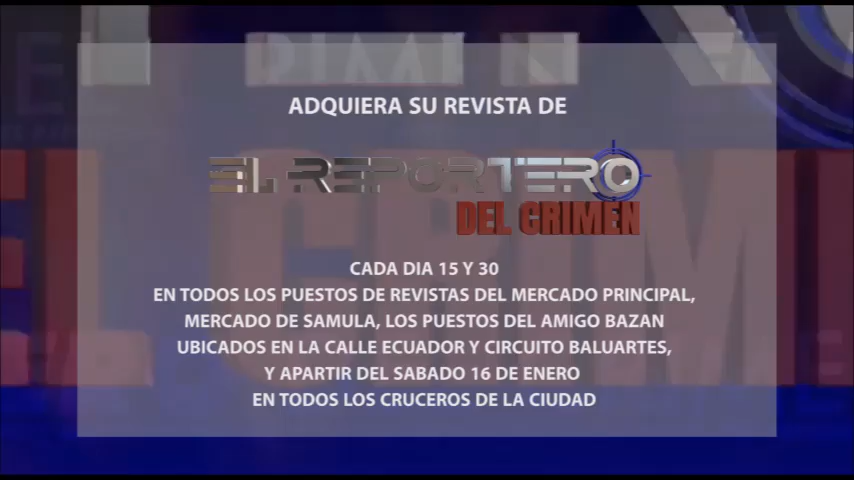 ADQUIERA SU REVISTA DE
EL REPORTERO
DEL CRIMEN
CADA DIA 15 Y 30
EN TODOS LOS PUESTOS DE REVISTAS DEL MERCADO PRINCIPAL,
MERCADO DE SAMULA, LOS PUESTOS DEL AMIGO BAZAN
UBICADOS EN LA CALLE ECUADOR Y CIRCUITO BALUARTES,
Y APARTIR DEL SABADO 16 DE ENERO
EN TODOS LOS CRUCEROS DE LA CIUDAD